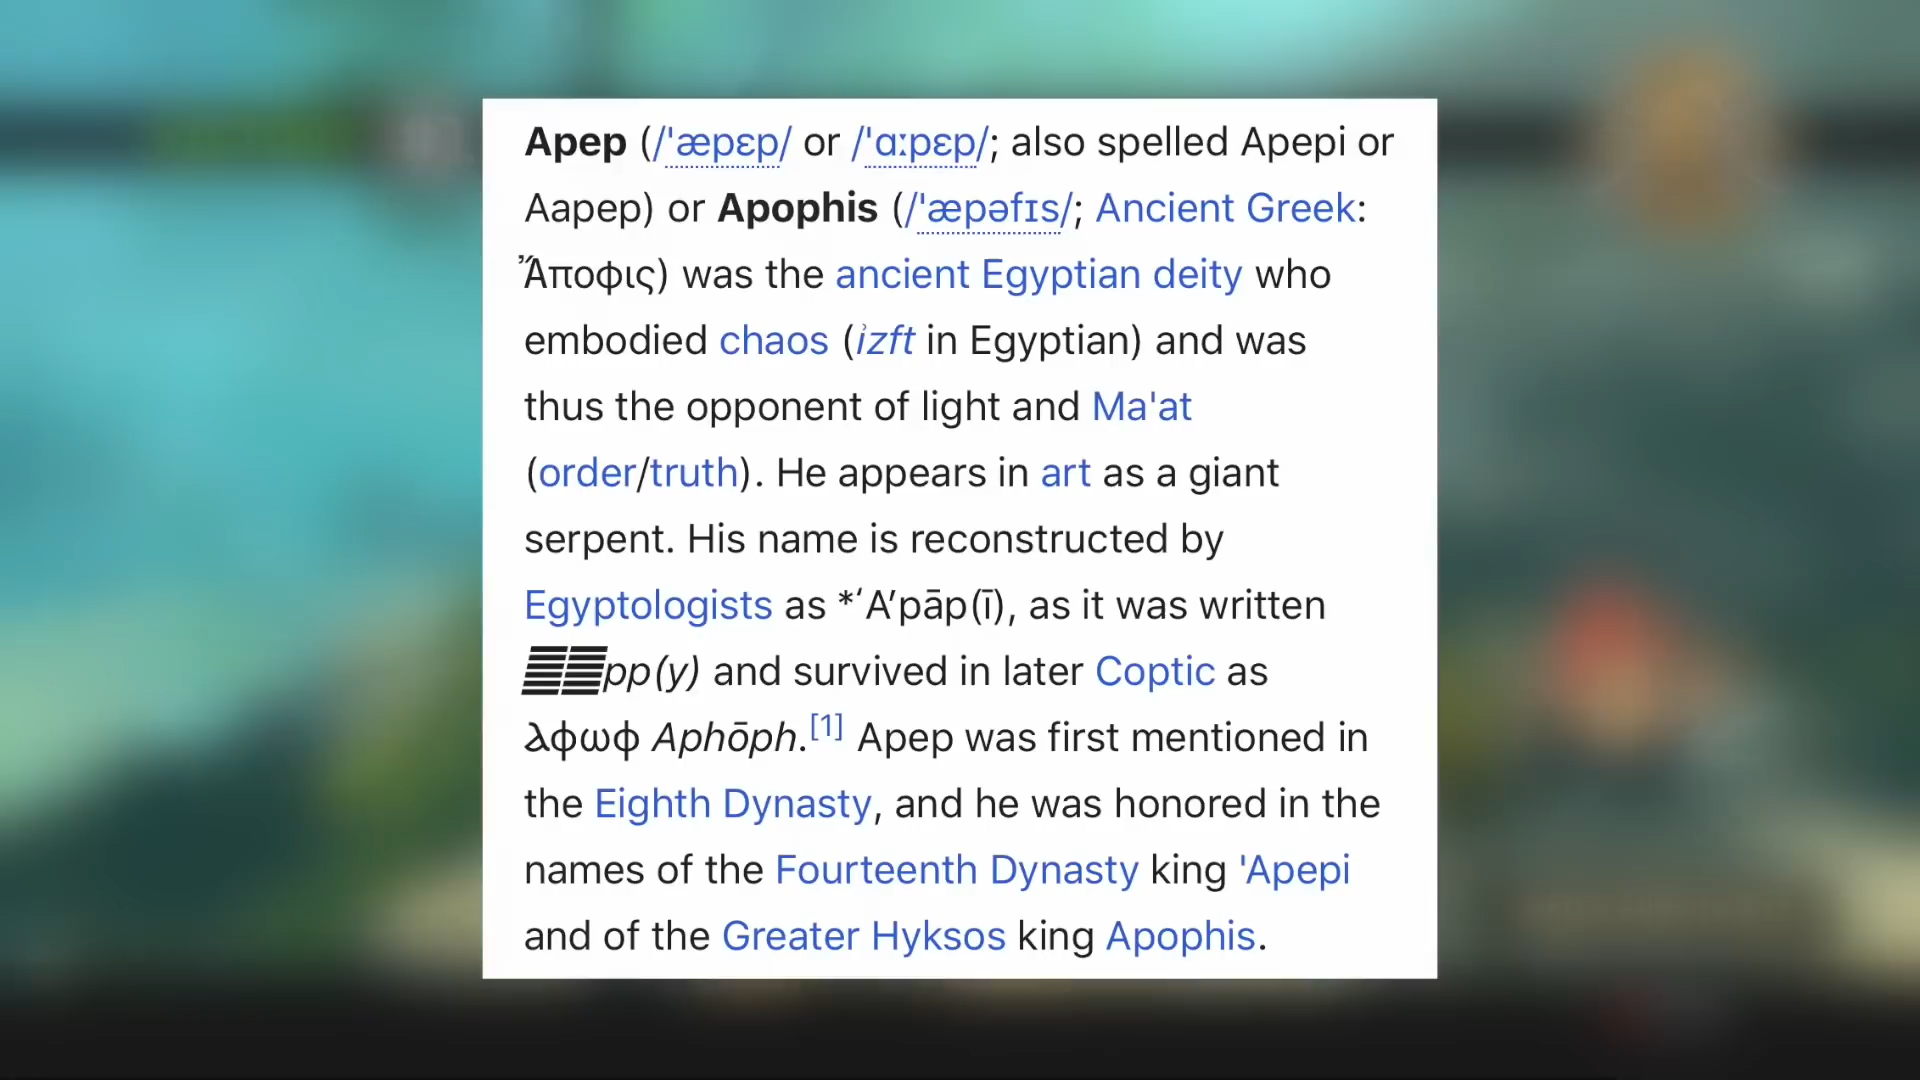 Apep (/ˈæpɛp/ or /ˈɑːpɛp/; also spelled Apepi or
Aapep) or Apophis (/ˈæpəfɪs/; Ancient Greek:
Ἄποφις) was the ancient Egyptian deity who
embodied chaos (ı͗zft in Egyptian) and was
thus the opponent of light and Ma'at
(order/truth). He appears in art as a giant
serpent. His name is reconstructed by
Egyptologists as *ʻAʼpāp(ī), as it was written
pp(y) and survived in later Coptic as
Ⲁⲫⲱⲫ Aphōph.[1] Apep was first mentioned in
the Eighth Dynasty, and he was honored in the
names of the Fourteenth Dynasty king 'Apepi
and of the Greater Hyksos king Apophis.